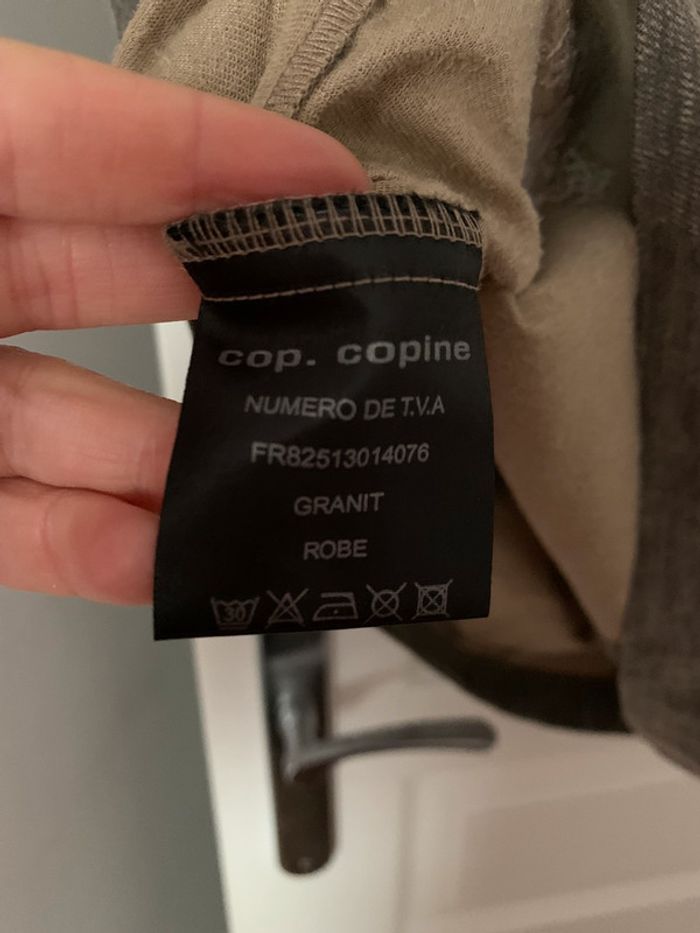 cop. copine
NUMERO DE T.V.A
FR82513014076
GRANIT
ROBE
30